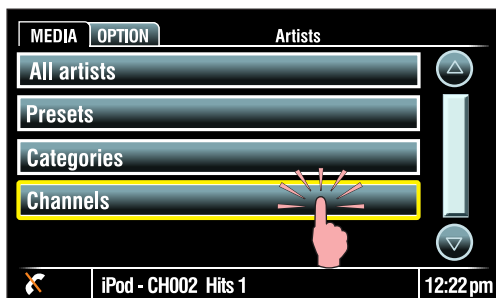 MEDIA OPTION Artists
All artists
Presets
Categories
Channels
iPod - CH002 Hits 1 12:22 pm